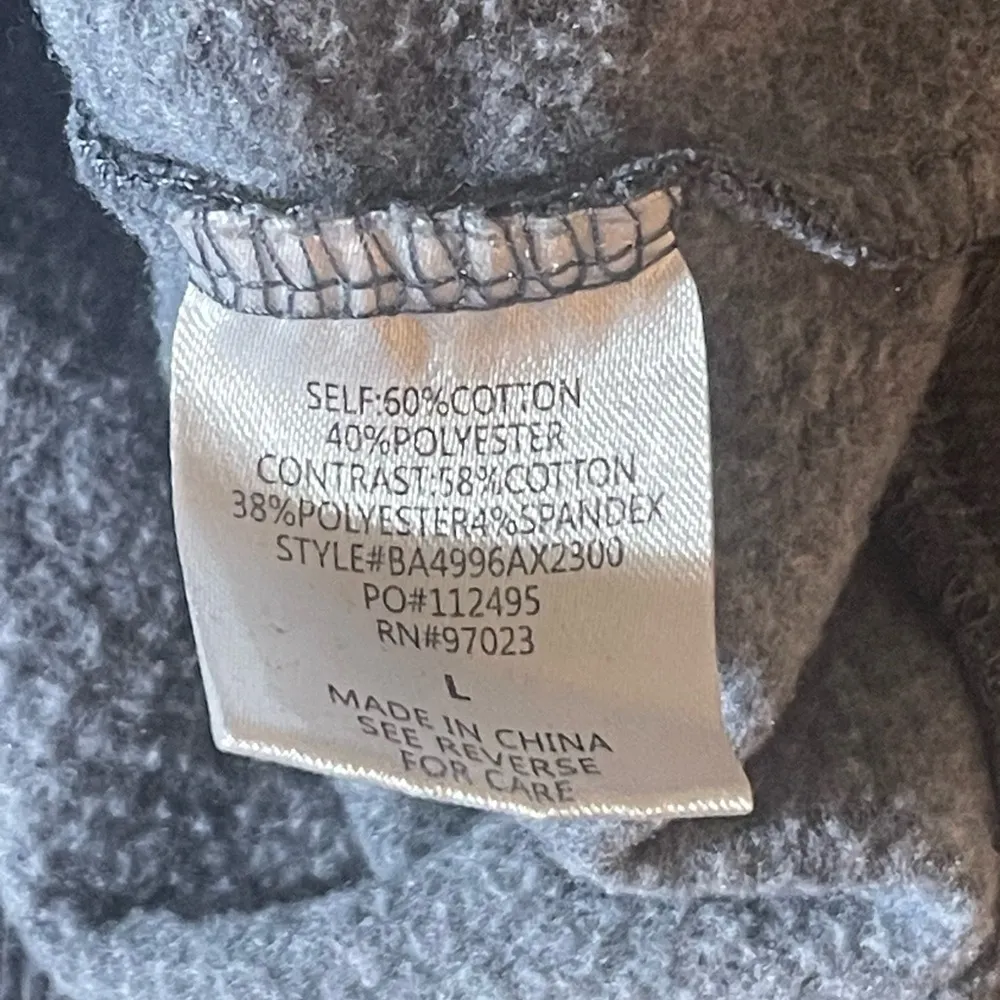 SELF:60%COTTON
40%POLYESTER
CONTRAST:58%COTTON
38%POLYESTER4%SPANDEX
STYLE#BA4996AX2300
PO#112495
RN#97023
L
MADE IN CHINA
SEE REVERSE
FOR CARE